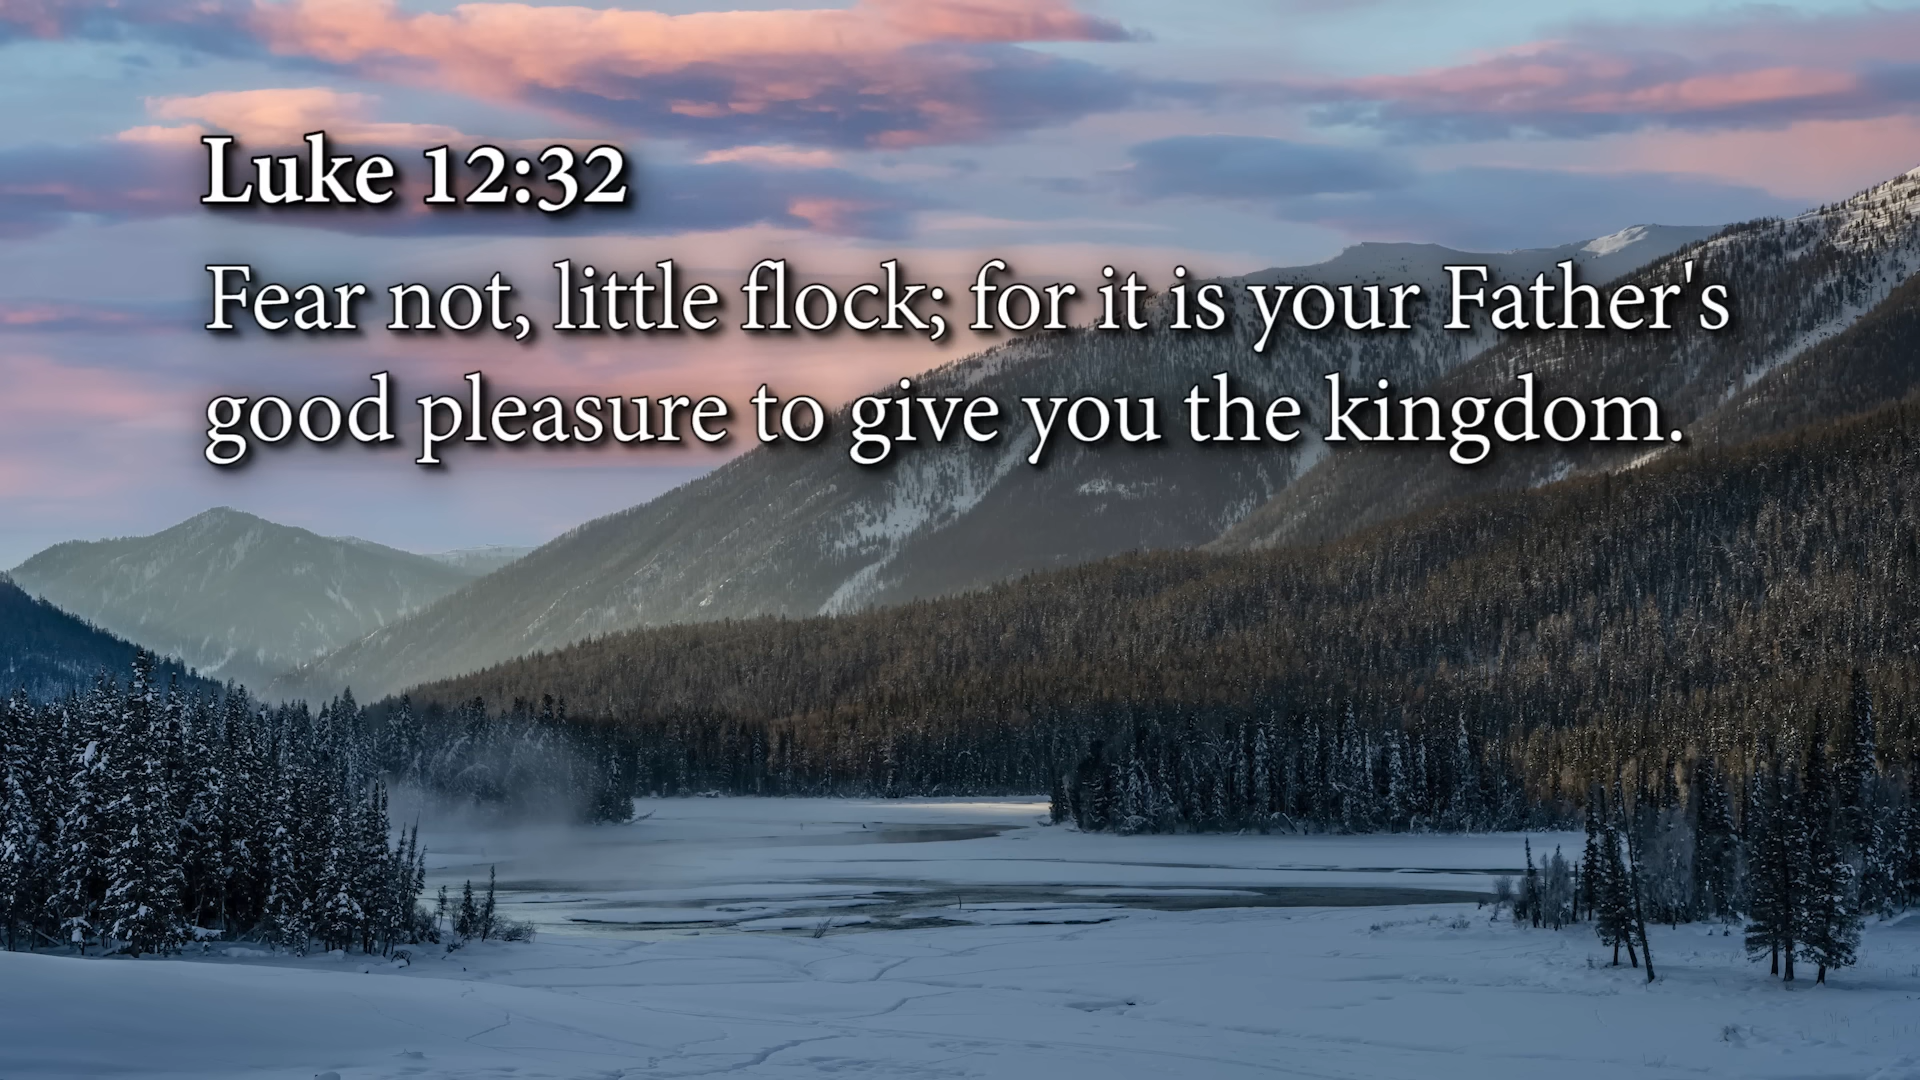 Luke 12:32
Fear not, little flock; for it is your Father's
good pleasure to give you the kingdom.